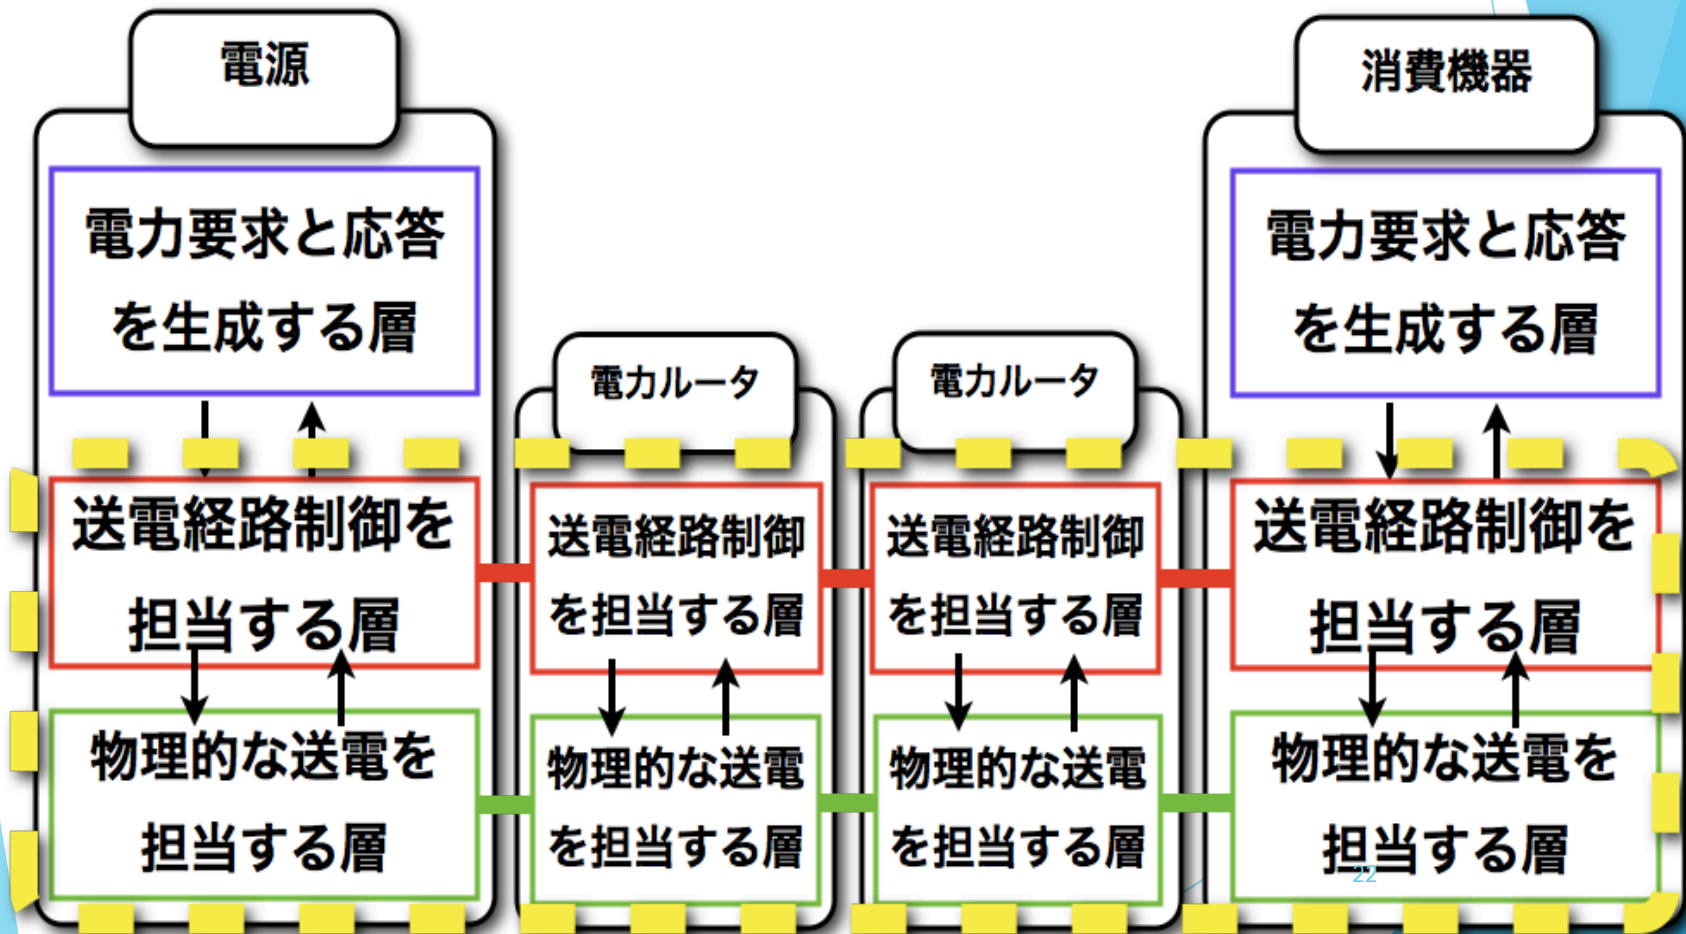 電源
電力要求と応答
を生成する層
送電経路制御を
担当する層
物理的な送電を
担当する層
電力ルータ
送電経路制御
を担当する層
物理的な送電
を担当する層
電力ルータ
送電経路制御
を担当する層
物理的な送電
を担当する層
消費機器
電力要求と応答
を生成する層
送電経路制御を
担当する層
物理的な送電を
担当する層
22